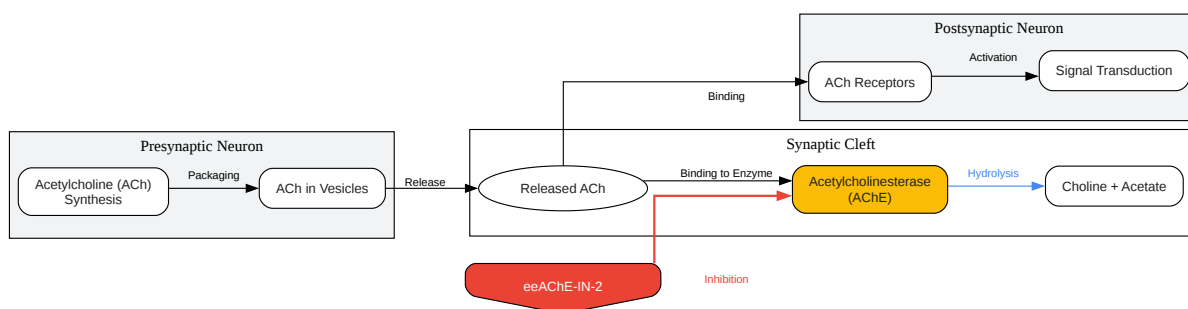 Postsynaptic Neuron
ACh Receptors
Activation
Signal Transduction
Binding
Presynaptic Neuron
Acetylcholine (ACh)
Synthesis
Packaging
ACh in Vesicles
Release
Synaptic Cleft
Released ACh
Binding to Enzyme
Acetylcholinesterase
(AChE)
Hydrolysis
Choline + Acetate
eeAChE-IN-2
Inhibition